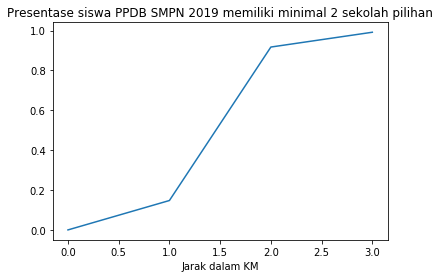 Presentase siswa PPDB SMPN 2019 memiliki minimal 2 sekolah pilihan
1.0
0.8
0.6
0.4
0.2
0.0
0.0 0.5 1.0 1.5 2.0 2.5 3.0
Jarak dalam KM